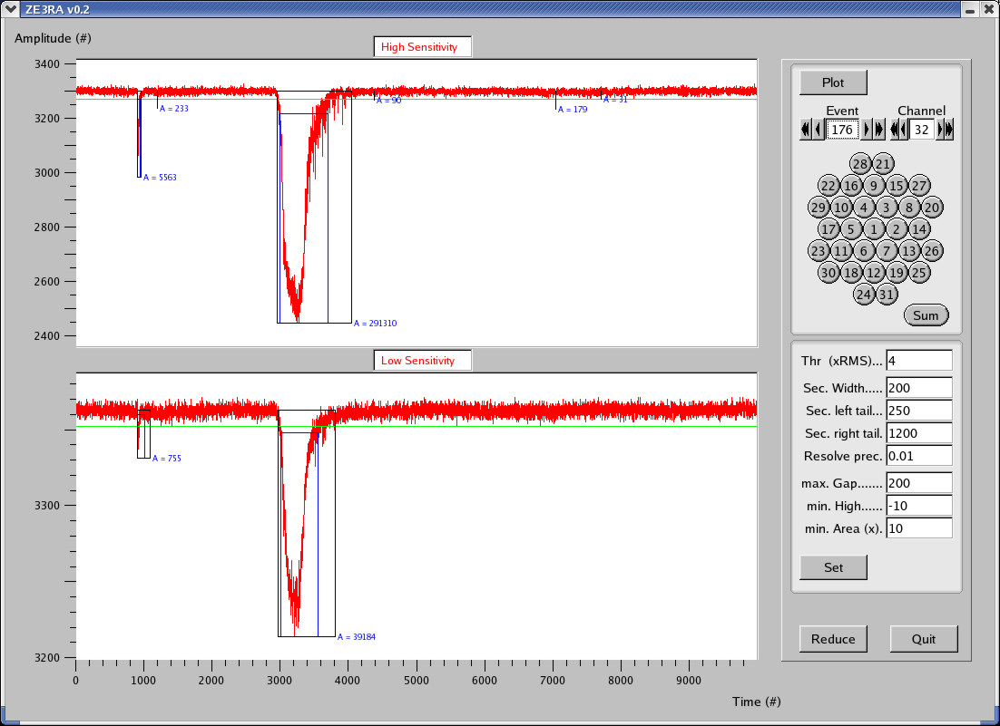 ZE3RA v0.2
Amplitude (#)
High Sensitivity
3400
3200
3000
2800
2600
2400
A = 233
A = 5563
A = 90
A = 179
A = 31
A = 291310
Low Sensitivity
3300
3200
A = 755
A = 39184
0 1000 2000 3000 4000 5000 6000 7000 8000 9000
Time (#)
Plot
Event Channel
176 32
28 21
22 16 9 15 27
29 10 4 3 8 20
17 5 1 2 14
23 11 6 7 13 26
30 18 12 19 25
24 31
Sum
Thr (xRMS)... 4
Sec. Width..... 200
Sec. left tail... 250
Sec. right tail. 1200
Resolve prec. 0.01
max. Gap....... 200
min. High...... -10
min. Area (x). 10
Set
Reduce Quit